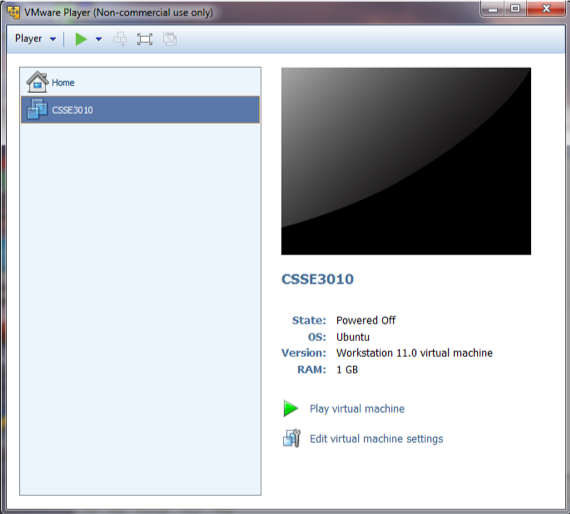 VMware Player (Non-commercial use only)
Player
Home
CSSE3010
CSSE3010
State: Powered Off
OS: Ubuntu
Version: Workstation 11.0 virtual machine
RAM: 1 GB
Play virtual machine
Edit virtual machine settings